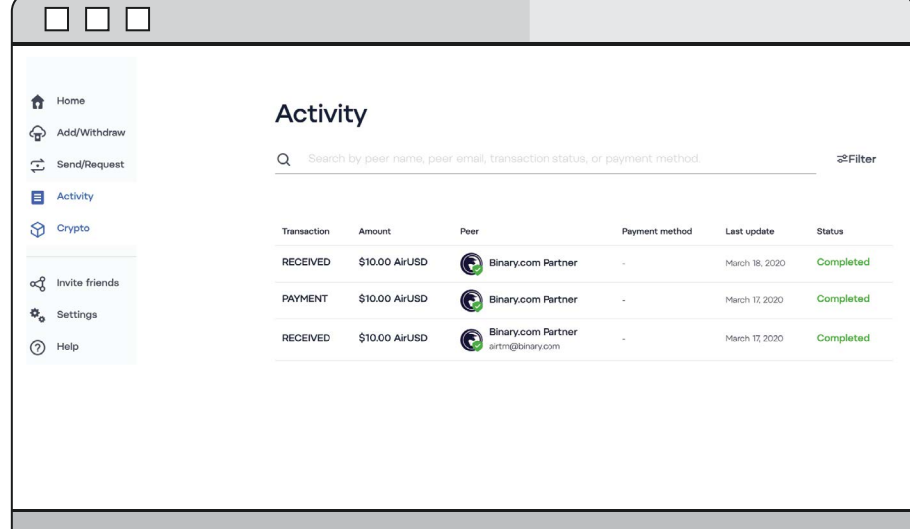 Home
Add/Withdraw
Send/Request
Activity
Crypto
Invite friends
Settings
Help
Activity
Search by peer name, peer email, transaction status, or payment method.
Filter
Transaction Amount Peer Payment method Last update Status
RECEIVED $10.00 AirUSD Binary.com Partner - March 18, 2020 Completed
PAYMENT $10.00 AirUSD Binary.com Partner - March 17, 2020 Completed
RECEIVED $10.00 AirUSD Binary.com Partner - March 17, 2020 Completed
airtm@binary.com